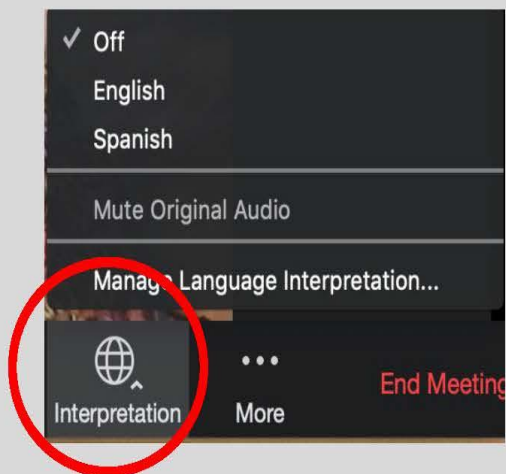 Off
English
Spanish
Mute Original Audio
Manage Language Interpretation...
Interpretation
More
End Meeting